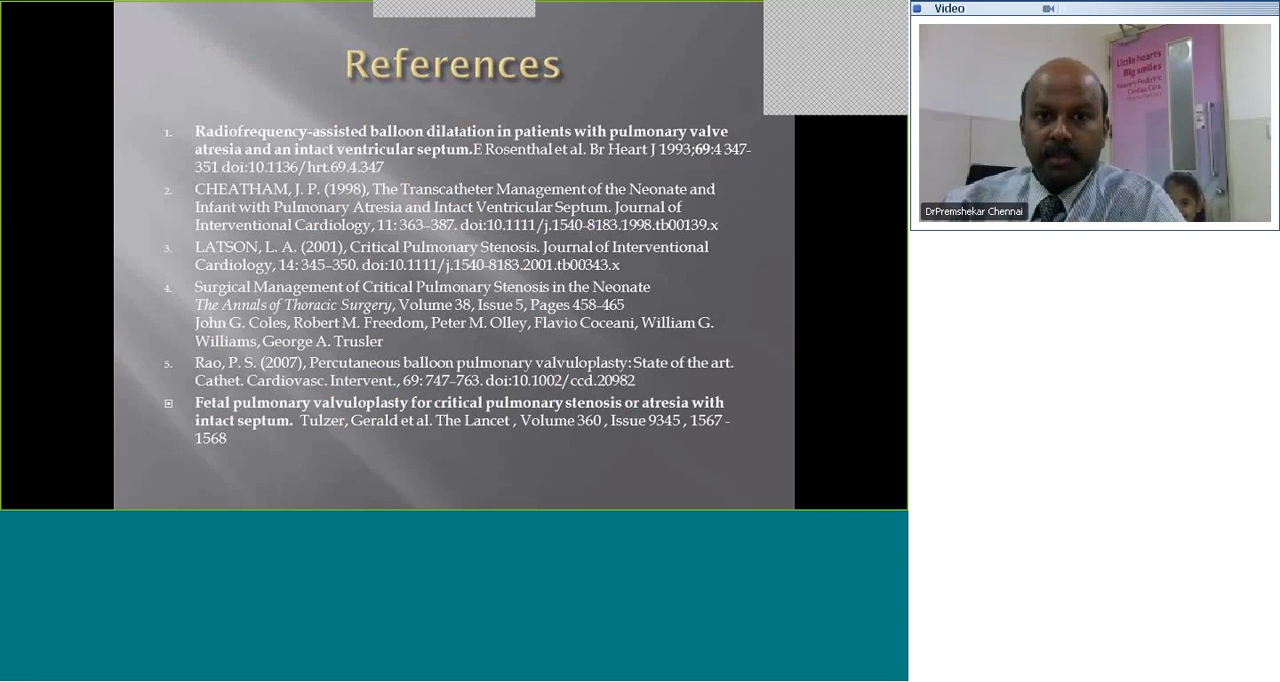 References
1. Radiofrequency-assisted balloon dilatation in patients with pulmonary valve
atresia and an intact ventricular septum.E Rosenthal et al. Br Heart J 1993;69:4 347-
351 doi:10.1136/hrt.69.4.347
2. CHEATHAM, J. P. (1998), The Transcatheter Management of the Neonate and
Infant with Pulmonary Atresia and Intact Ventricular Septum. Journal of
Interventional Cardiology, 11: 363–387. doi:10.1111/j.1540-8183.1998.tb00139.x
3. LATSON, L. A. (2001), Critical Pulmonary Stenosis. Journal of Interventional
Cardiology, 14: 345–350. doi:10.1111/j.1540-8183.2001.tb00343.x
4. Surgical Management of Critical Pulmonary Stenosis in the Neonate
The Annals of Thoracic Surgery, Volume 38, Issue 5, Pages 458-465
John G. Coles, Robert M. Freedom, Peter M. Olley, Flavio Coceani, William G.
Williams, George A. Trusler
5. Rao, P. S. (2007), Percutaneous balloon pulmonary valvuloplasty: State of the art.
Cathet. Cardiovasc. Intervent., 69: 747–763. doi:10.1002/ccd.20982
Fetal pulmonary valvuloplasty for critical pulmonary stenosis or atresia with
intact septum. Tulzer, Gerald et al. The Lancet , Volume 360 , Issue 9345 , 1567 -
1568
Video
Little hearts
Big smiles
Pediatric
Cardiac Care
DrPremshekar Chennai